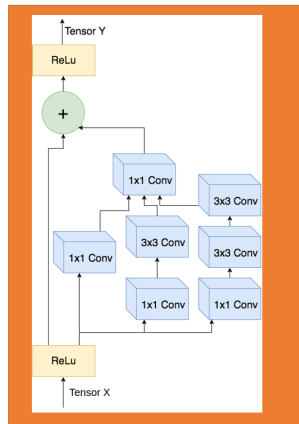 Tensor Y
ReLu
+
1x1 Conv
3x3 Conv
3x3 Conv
1x1 Conv
3x3 Conv
1x1 Conv
1x1 Conv
ReLu
Tensor X